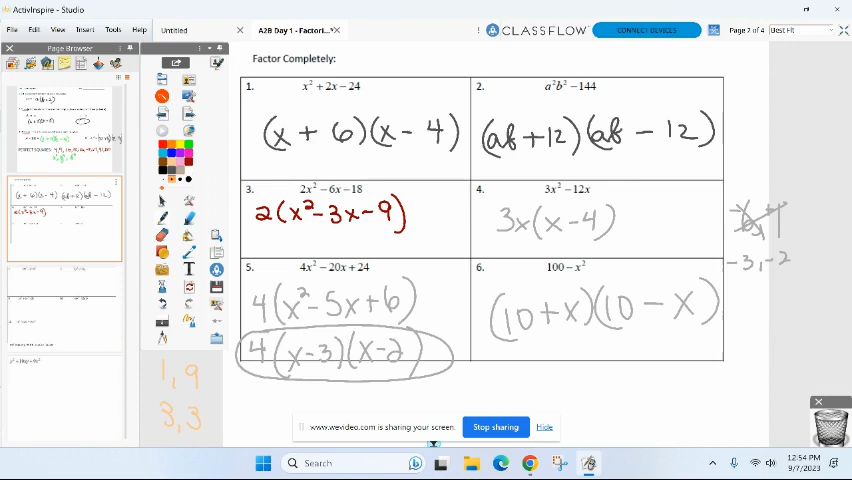 ActivInspire - Studio
File Edit View Insert Tools Help
Untitled
A2B Day 1 - Factori...*
CLASSFLOW
CONNECT DEVICES
Page 2 of 4
Best Fit
Page Browser
Factor Completely:
1. x² + 2x – 24
2. a²b² – 144
(x + 6)(x - 4)
(ab + 12)(ab - 12)
3. 2x² – 6x – 18
4. 3x² – 12x
2(x² - 3x - 9)
3x(x - 4)
-3, -2
5. 4x² – 20x + 24
6. 100 – x²
4(x² - 5x + 6)
(10 + x)(10 - x)
4(x - 3)(x - 2)
1, 9
3, 3
www.wevideo.com is sharing your screen.
Stop sharing
Hide
Search
12:54 PM
9/7/2023